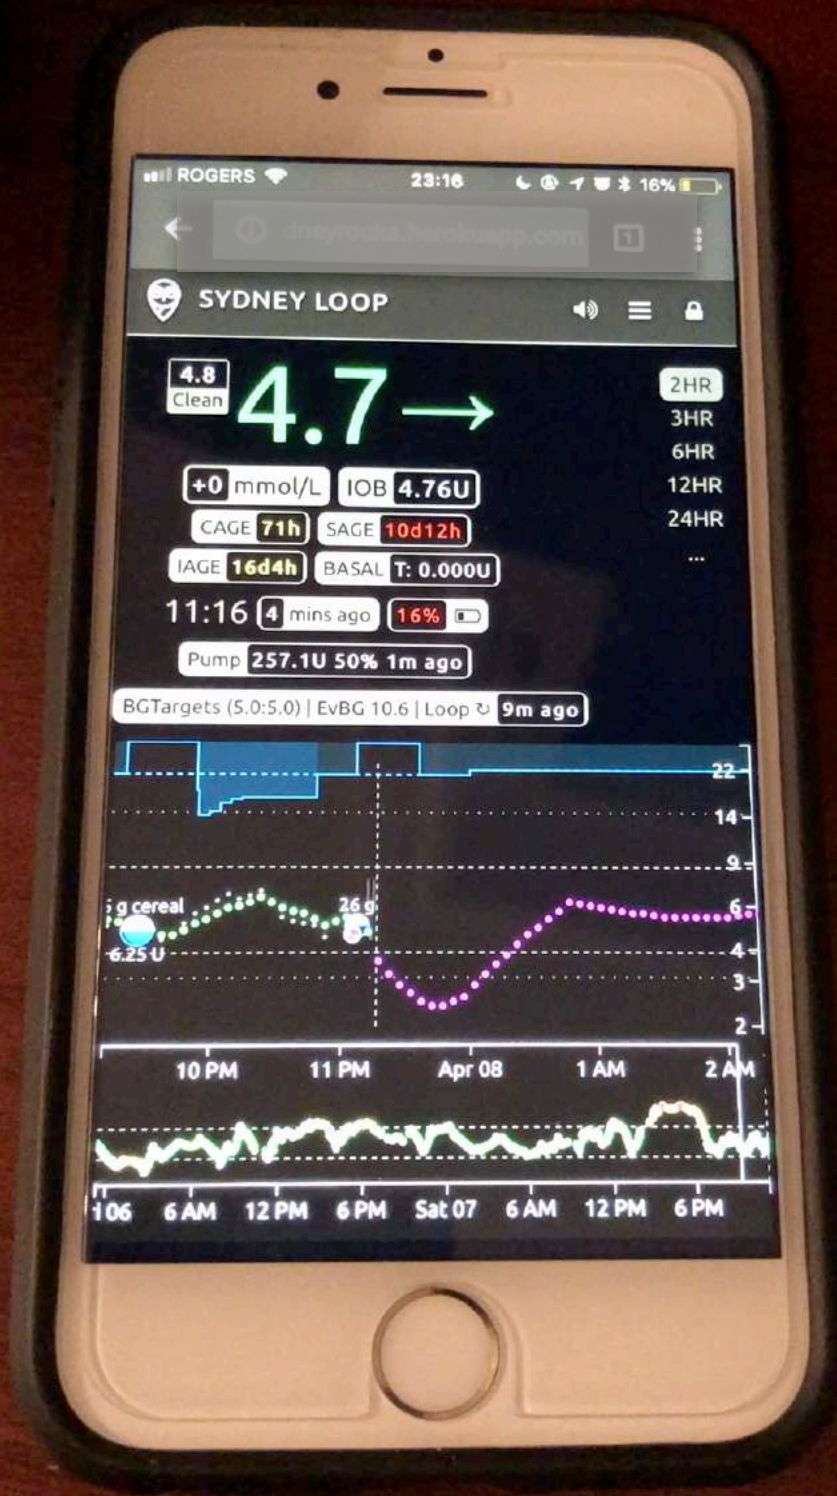 ROGERS 23:16 16%
1
SYDNEY LOOP
4.8
Clean
4.7
2HR
3HR
6HR
12HR
24HR
...
+0 mmol/L IOB 4.76U
CAGE 71h SAGE 10d12h
IAGE 16d4h BASAL T: 0.000U
11:16 4 mins ago 16%
Pump 257.1U 50% 1m ago
BGTargets (5.0:5.0) | EvBG 10.6 | Loop ↻ 9m ago
22
14
9
g cereal 26 g 6
6.25 U 4
3
2
10 PM 11 PM Apr 08 1 AM 2 AM
06 6 AM 12 PM 6 PM Sat 07 6 AM 12 PM 6 PM